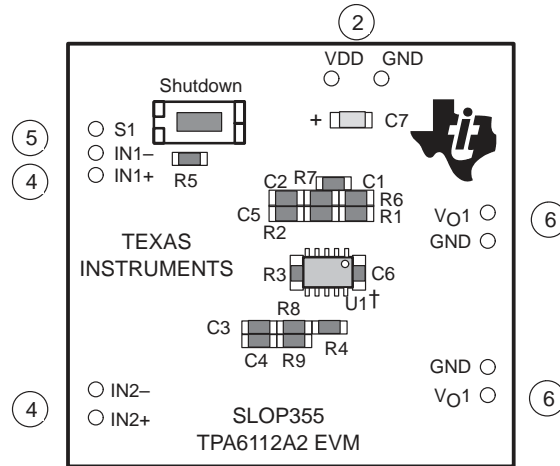 2
VDD GND
Shutdown
+ C7
5
S1
IN1–
4
IN1+
R5
R7
C2 C1
R6
C5 R1
R2
VO1
6
GND
TEXAS
INSTRUMENTS
R3 C6
U1†
R8
C3
R4
C4 R9
GND
4
IN2–
VO1
6
IN2+
SLOP355
TPA6112A2 EVM